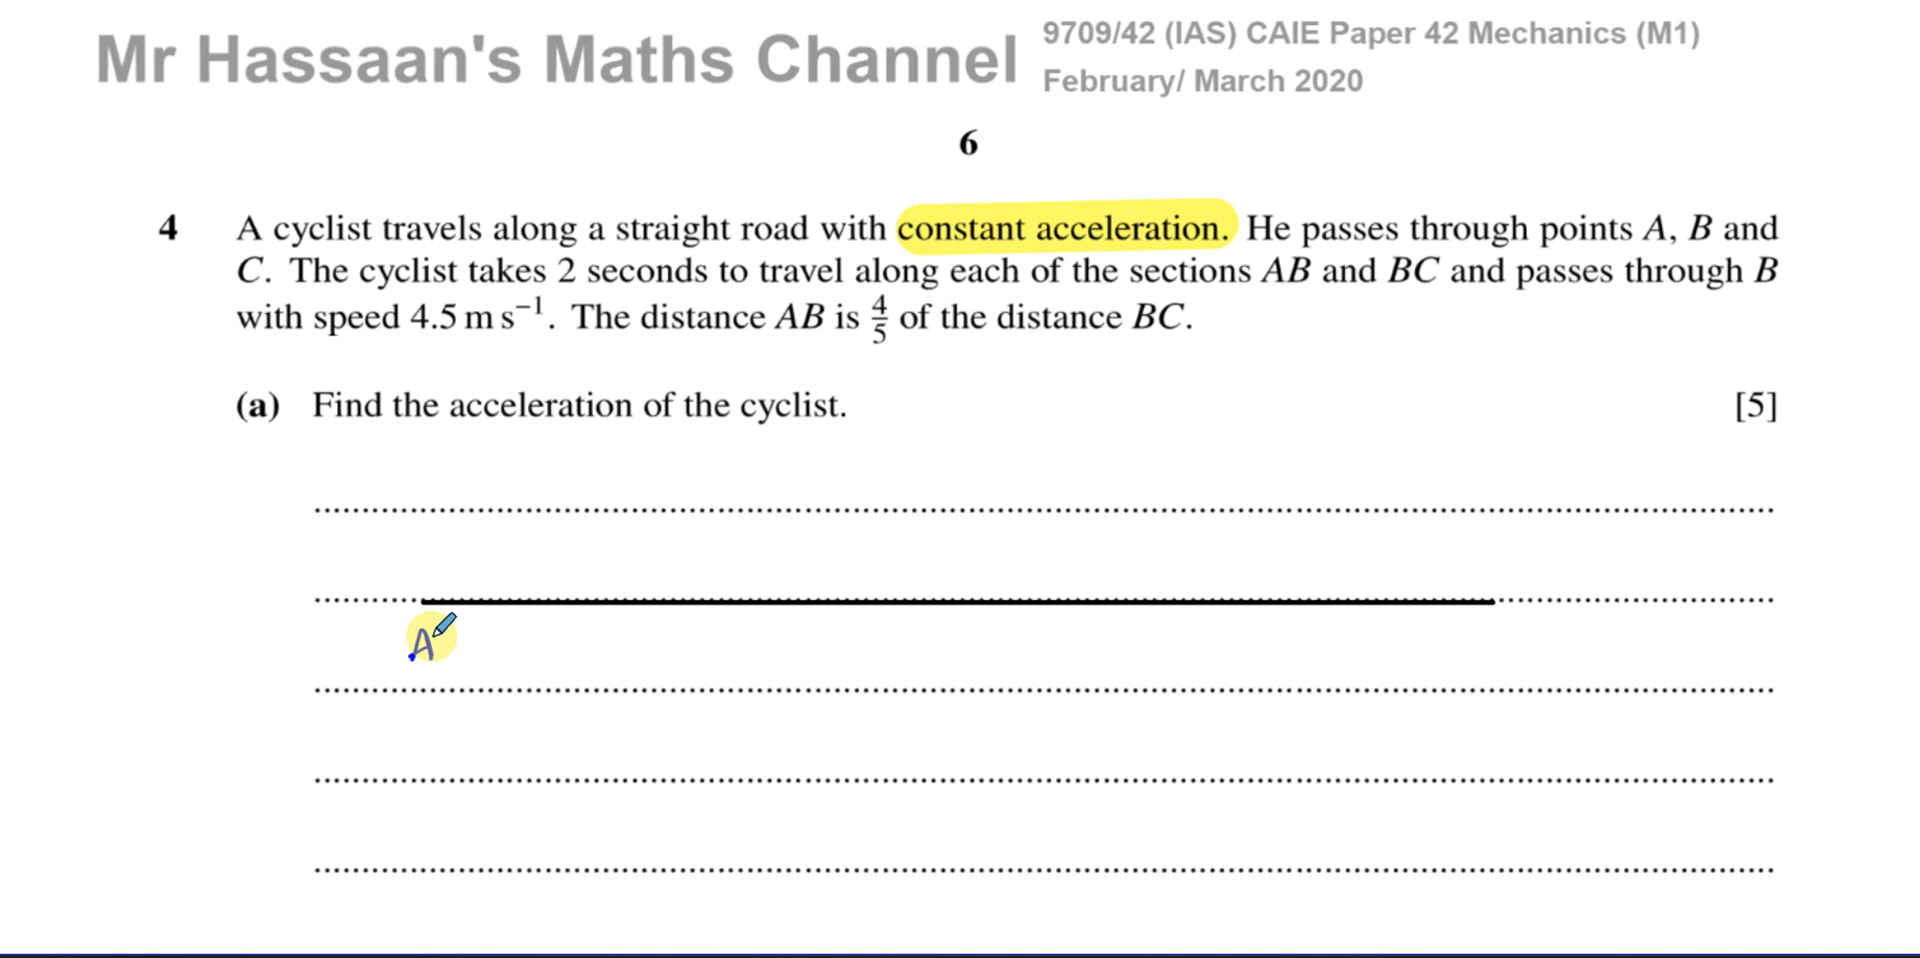 Mr Hassaan's Maths Channel
9709/42 (IAS) CAIE Paper 42 Mechanics (M1)
February/ March 2020
6
4 A cyclist travels along a straight road with constant acceleration. He passes through points A, B and
C. The cyclist takes 2 seconds to travel along each of the sections AB and BC and passes through B
with speed 4.5 m s⁻¹. The distance AB is 4/5 of the distance BC.
(a) Find the acceleration of the cyclist. [5]
A